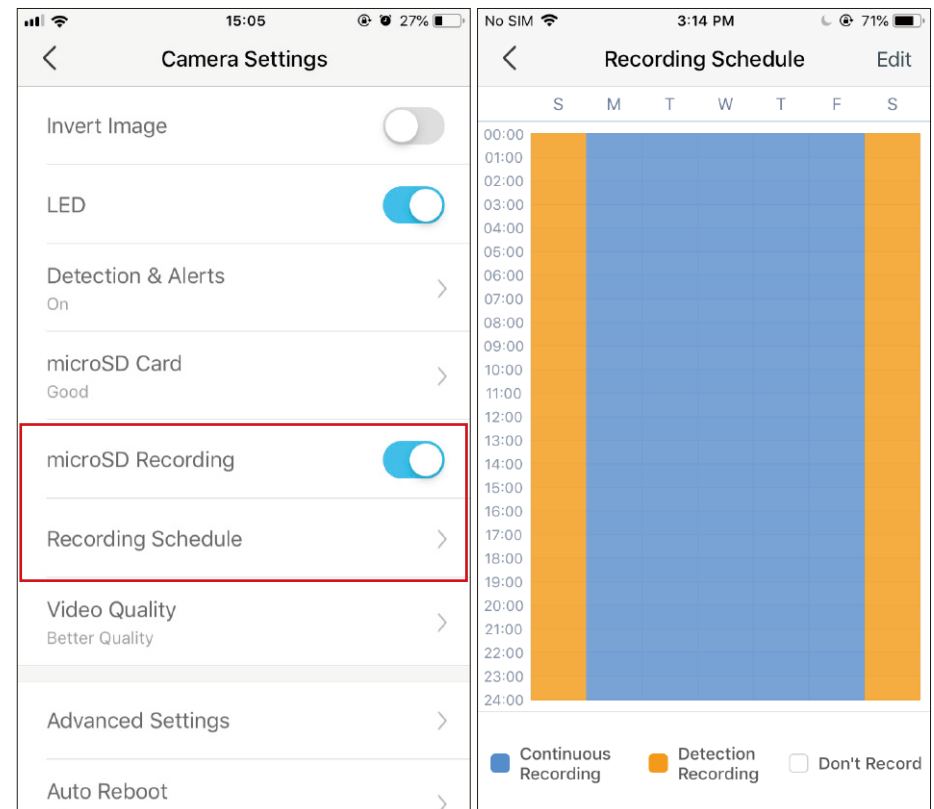 15:05
27%
Camera Settings
Invert Image
LED
Detection & Alerts
On
microSD Card
Good
microSD Recording
Recording Schedule
Video Quality
Better Quality
Advanced Settings
Auto Reboot
No SIM
3:14 PM
71%
Recording Schedule
Edit
S M T W T F S
00:00
01:00
02:00
03:00
04:00
05:00
06:00
07:00
08:00
09:00
10:00
11:00
12:00
13:00
14:00
15:00
16:00
17:00
18:00
19:00
20:00
21:00
22:00
23:00
24:00
Continuous
Recording
Detection
Recording
Don't Record